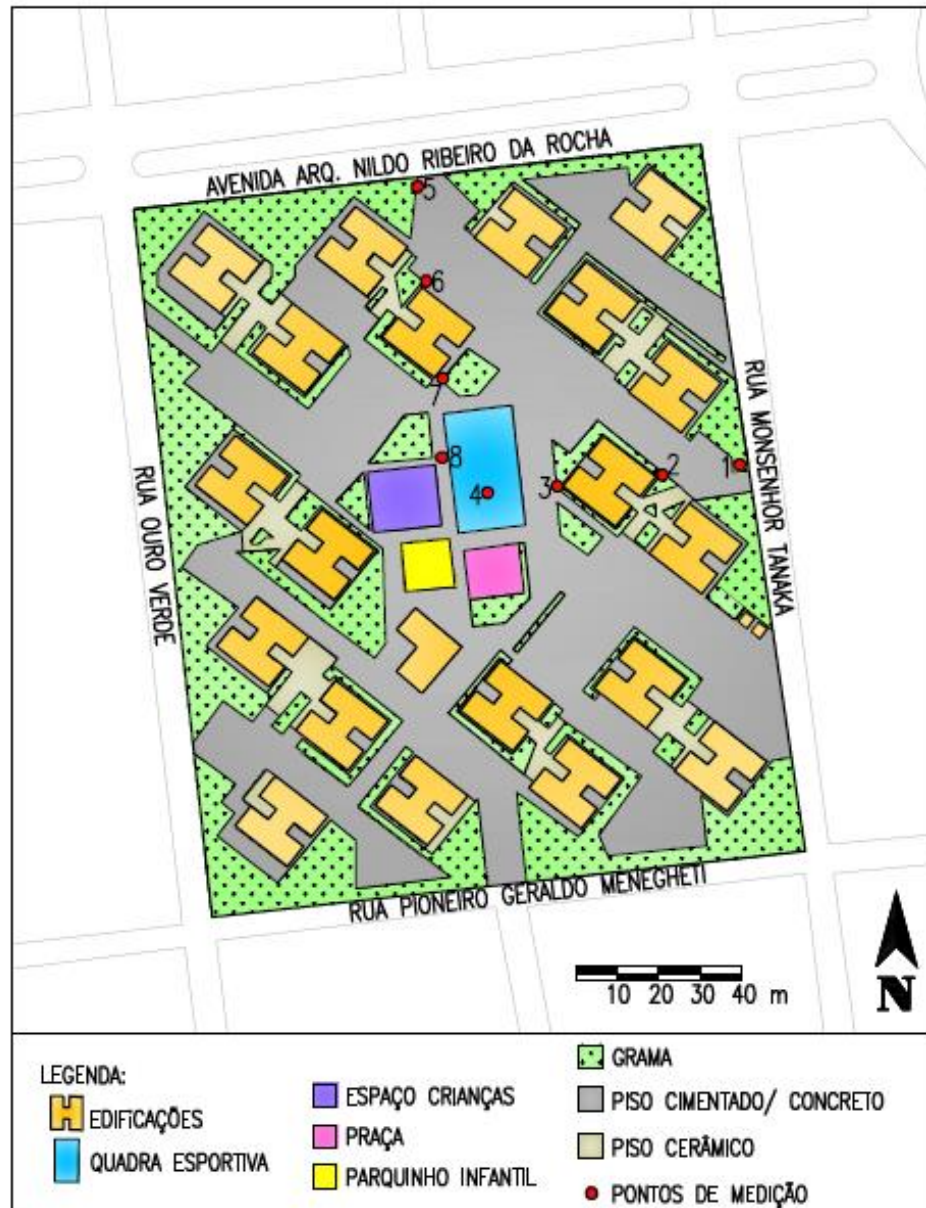 AVENIDA ARQ. NILDO RIBEIRO DA ROCHA
5
6
7
8
4
3
2
1
RUA MONSENHOR TANAKA
RUA OURO VERDE
RUA PIONEIRO GERALDO MENEGHETI
10 20 30 40 m
N
LEGENDA:
EDIFICAÇÕES
QUADRA ESPORTIVA
ESPAÇO CRIANÇAS
PRAÇA
PARQUINHO INFANTIL
GRAMA
PISO CIMENTADO/ CONCRETO
PISO CERÂMICO
PONTOS DE MEDIÇÃO